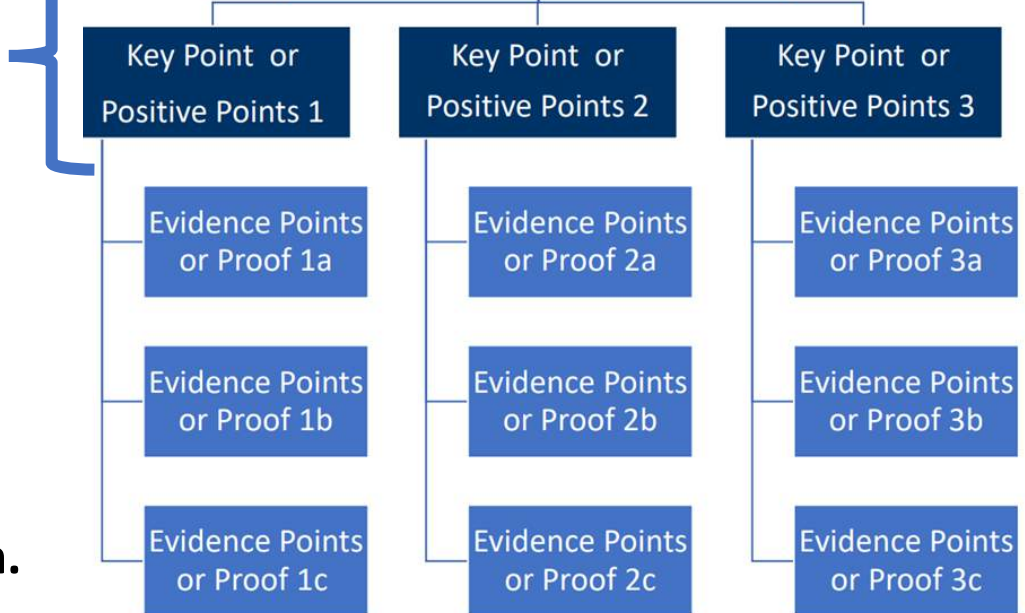 Key Point or
Positive Points 1
Key Point or
Positive Points 2
Key Point or
Positive Points 3
Evidence Points
or Proof 1a
Evidence Points
or Proof 2a
Evidence Points
or Proof 3a
Evidence Points
or Proof 1b
Evidence Points
or Proof 2b
Evidence Points
or Proof 3b
Evidence Points
or Proof 1c
Evidence Points
or Proof 2c
Evidence Points
or Proof 3c